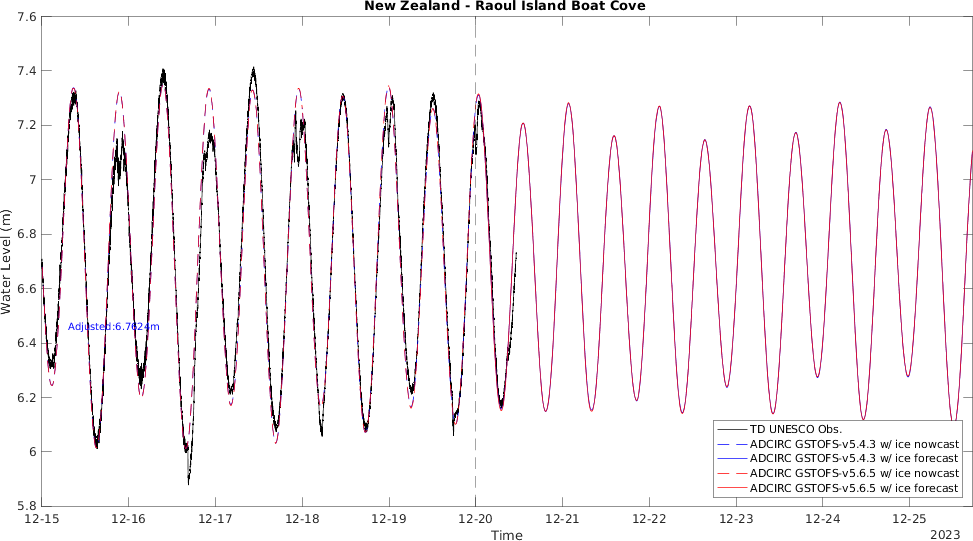 New Zealand - Raoul Island Boat Cove
7.6
7.4
7.2
7
6.8
6.6
6.4
6.2
6
5.8
Water Level (m)
Adjusted:6.7624m
TD UNESCO Obs.
ADCIRC GSTOFS-v5.4.3 w/ ice nowcast
ADCIRC GSTOFS-v5.4.3 w/ ice forecast
ADCIRC GSTOFS-v5.6.5 w/ ice nowcast
ADCIRC GSTOFS-v5.6.5 w/ ice forecast
12-15 12-16 12-17 12-18 12-19 12-20 12-21 12-22 12-23 12-24 12-25
Time
2023